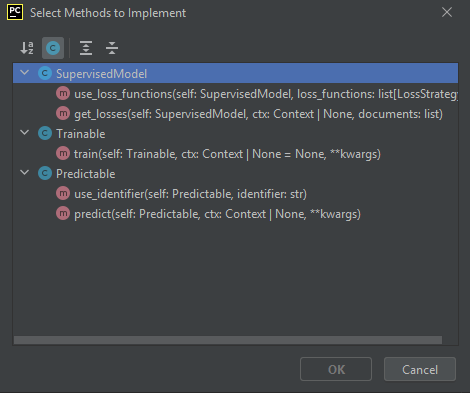 PC
Select Methods to Implement
SupervisedModel
use_loss_functions(self: SupervisedModel, loss_functions: list[LossStrategy
get_losses(self: SupervisedModel, ctx: Context | None, documents: list)
Trainable
train(self: Trainable, ctx: Context | None = None, **kwargs)
Predictable
use_identifier(self: Predictable, identifier: str)
predict(self: Predictable, ctx: Context | None, **kwargs)
OK
Cancel